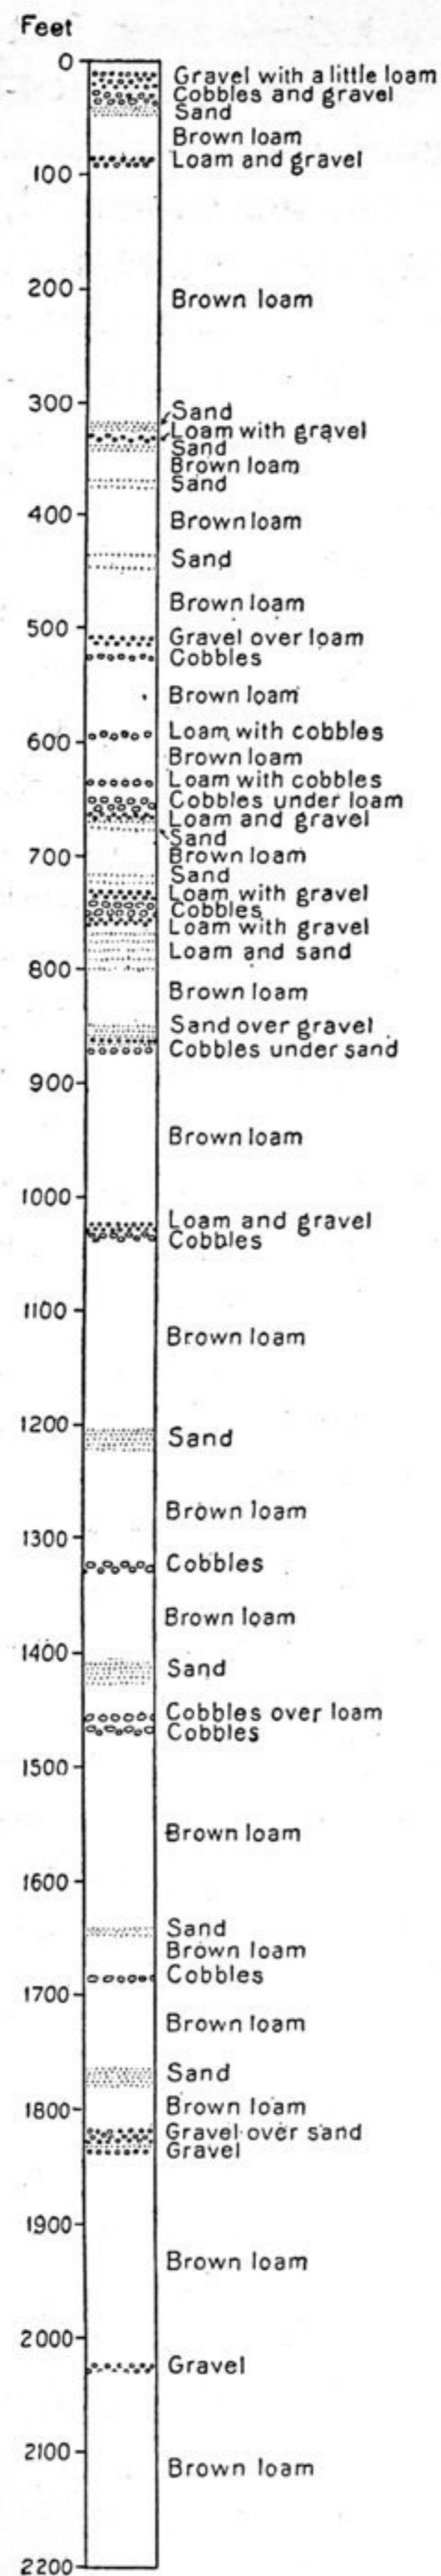 Feet
0
Gravel with a little loam
Cobbles and gravel
Sand
Brown loam
Loam and gravel
100
200
Brown loam
300
Sand
Loam with gravel
Sand
Brown loam
Sand
400
Brown loam
Sand
Brown loam
500
Gravel over loam
Cobbles
Brown loam
Loam with cobbles
600
Brown loam
Loam with cobbles
Cobbles under loam
Loam and gravel
Sand
700
Brown loam
Sand
Loam with gravel
Cobbles
Loam with gravel
Loam and sand
800
Brown loam
Sand over gravel
Cobbles under sand
900
Brown loam
1000
Loam and gravel
Cobbles
1100
Brown loam
1200
Sand
Brown loam
1300
Cobbles
Brown loam
1400
Sand
Cobbles over loam
Cobbles
1500
Brown loam
1600
Sand
Brown loam
Cobbles
1700
Brown loam
Sand
1800
Brown loam
Gravel over sand
Gravel
1900
Brown loam
2000
Gravel
2100
Brown loam
2200